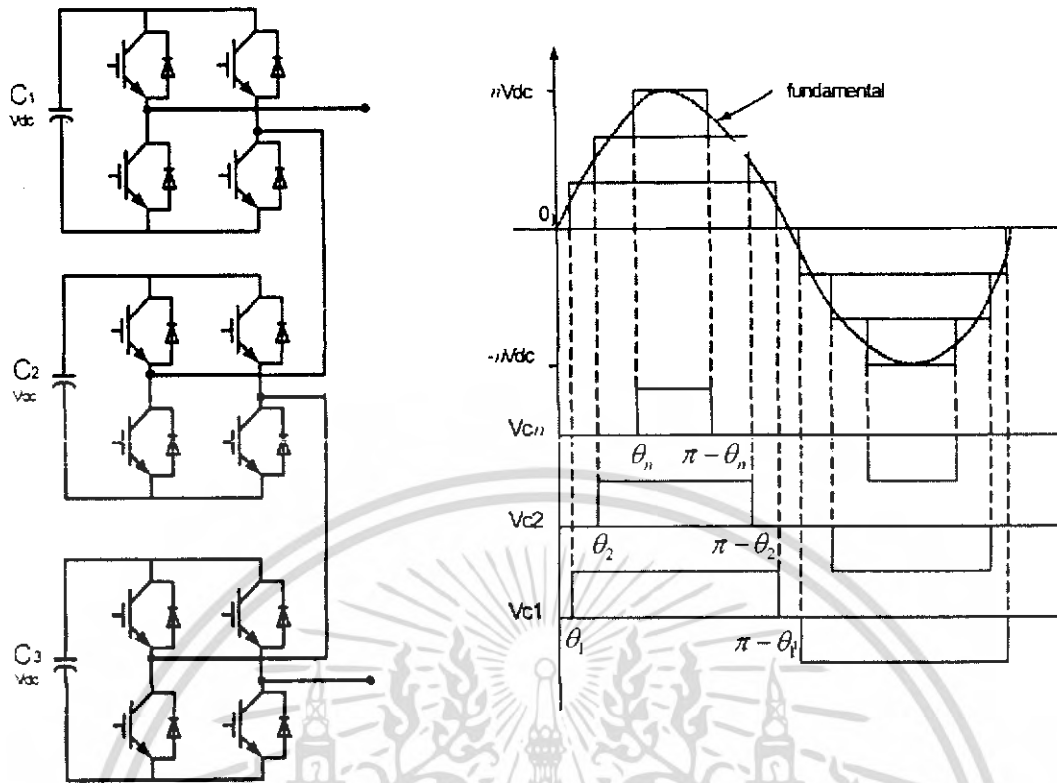 C1
Vdc
C2
Vdc
C3
Vdc
nVdc
fundamental
0
-nVdc
Vcn
θn π − θn
Vc2
θ2 π − θ2
Vc1
θ1 π − θ1